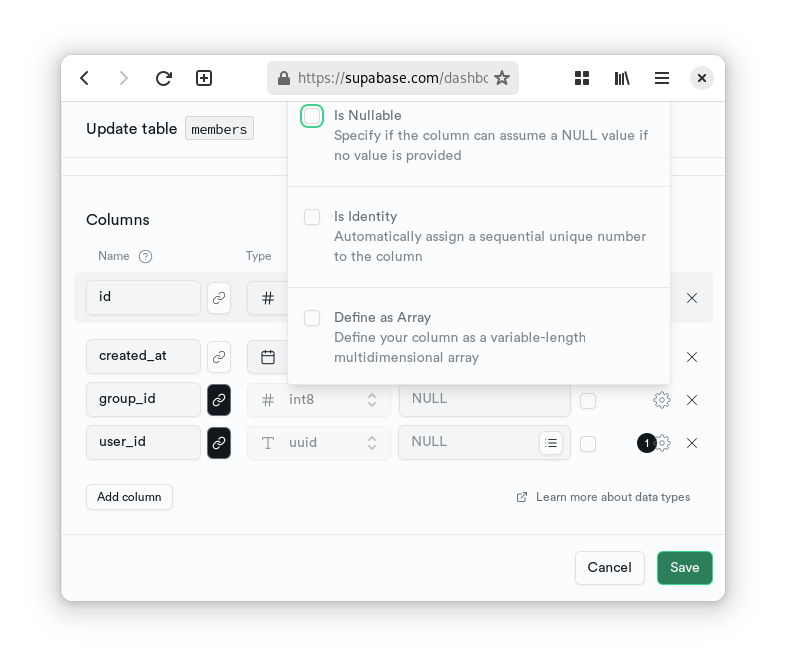 https://supabase.com/dashbo
Update table members
Is Nullable
Specify if the column can assume a NULL value if
no value is provided
Is Identity
Automatically assign a sequential unique number
to the column
Define as Array
Define your column as a variable-length
multidimensional array
Columns
Name ? Type
id #
created_at
group_id # int8 NULL
user_id T uuid NULL 1
Add column Learn more about data types
Cancel Save